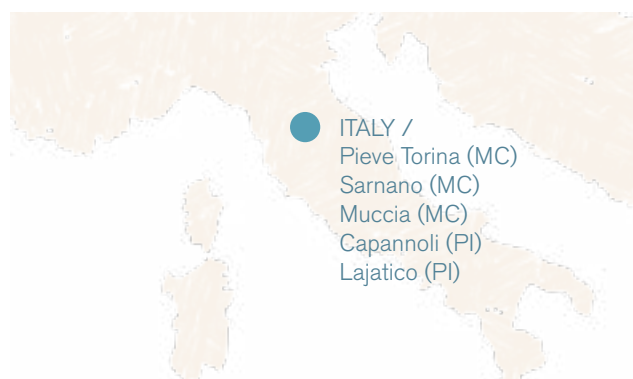 ITALY /
Pieve Torina (MC)
Sarnano (MC)
Muccia (MC)
Capannoli (PI)
Lajatico (PI)